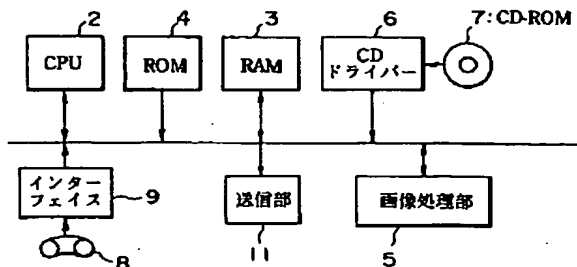 2
4
3
6
7:CD-ROM
CPU
ROM
RAM
CD
ドライバー
インター
フェイス
9
送信部
画像処理部
8
11
5